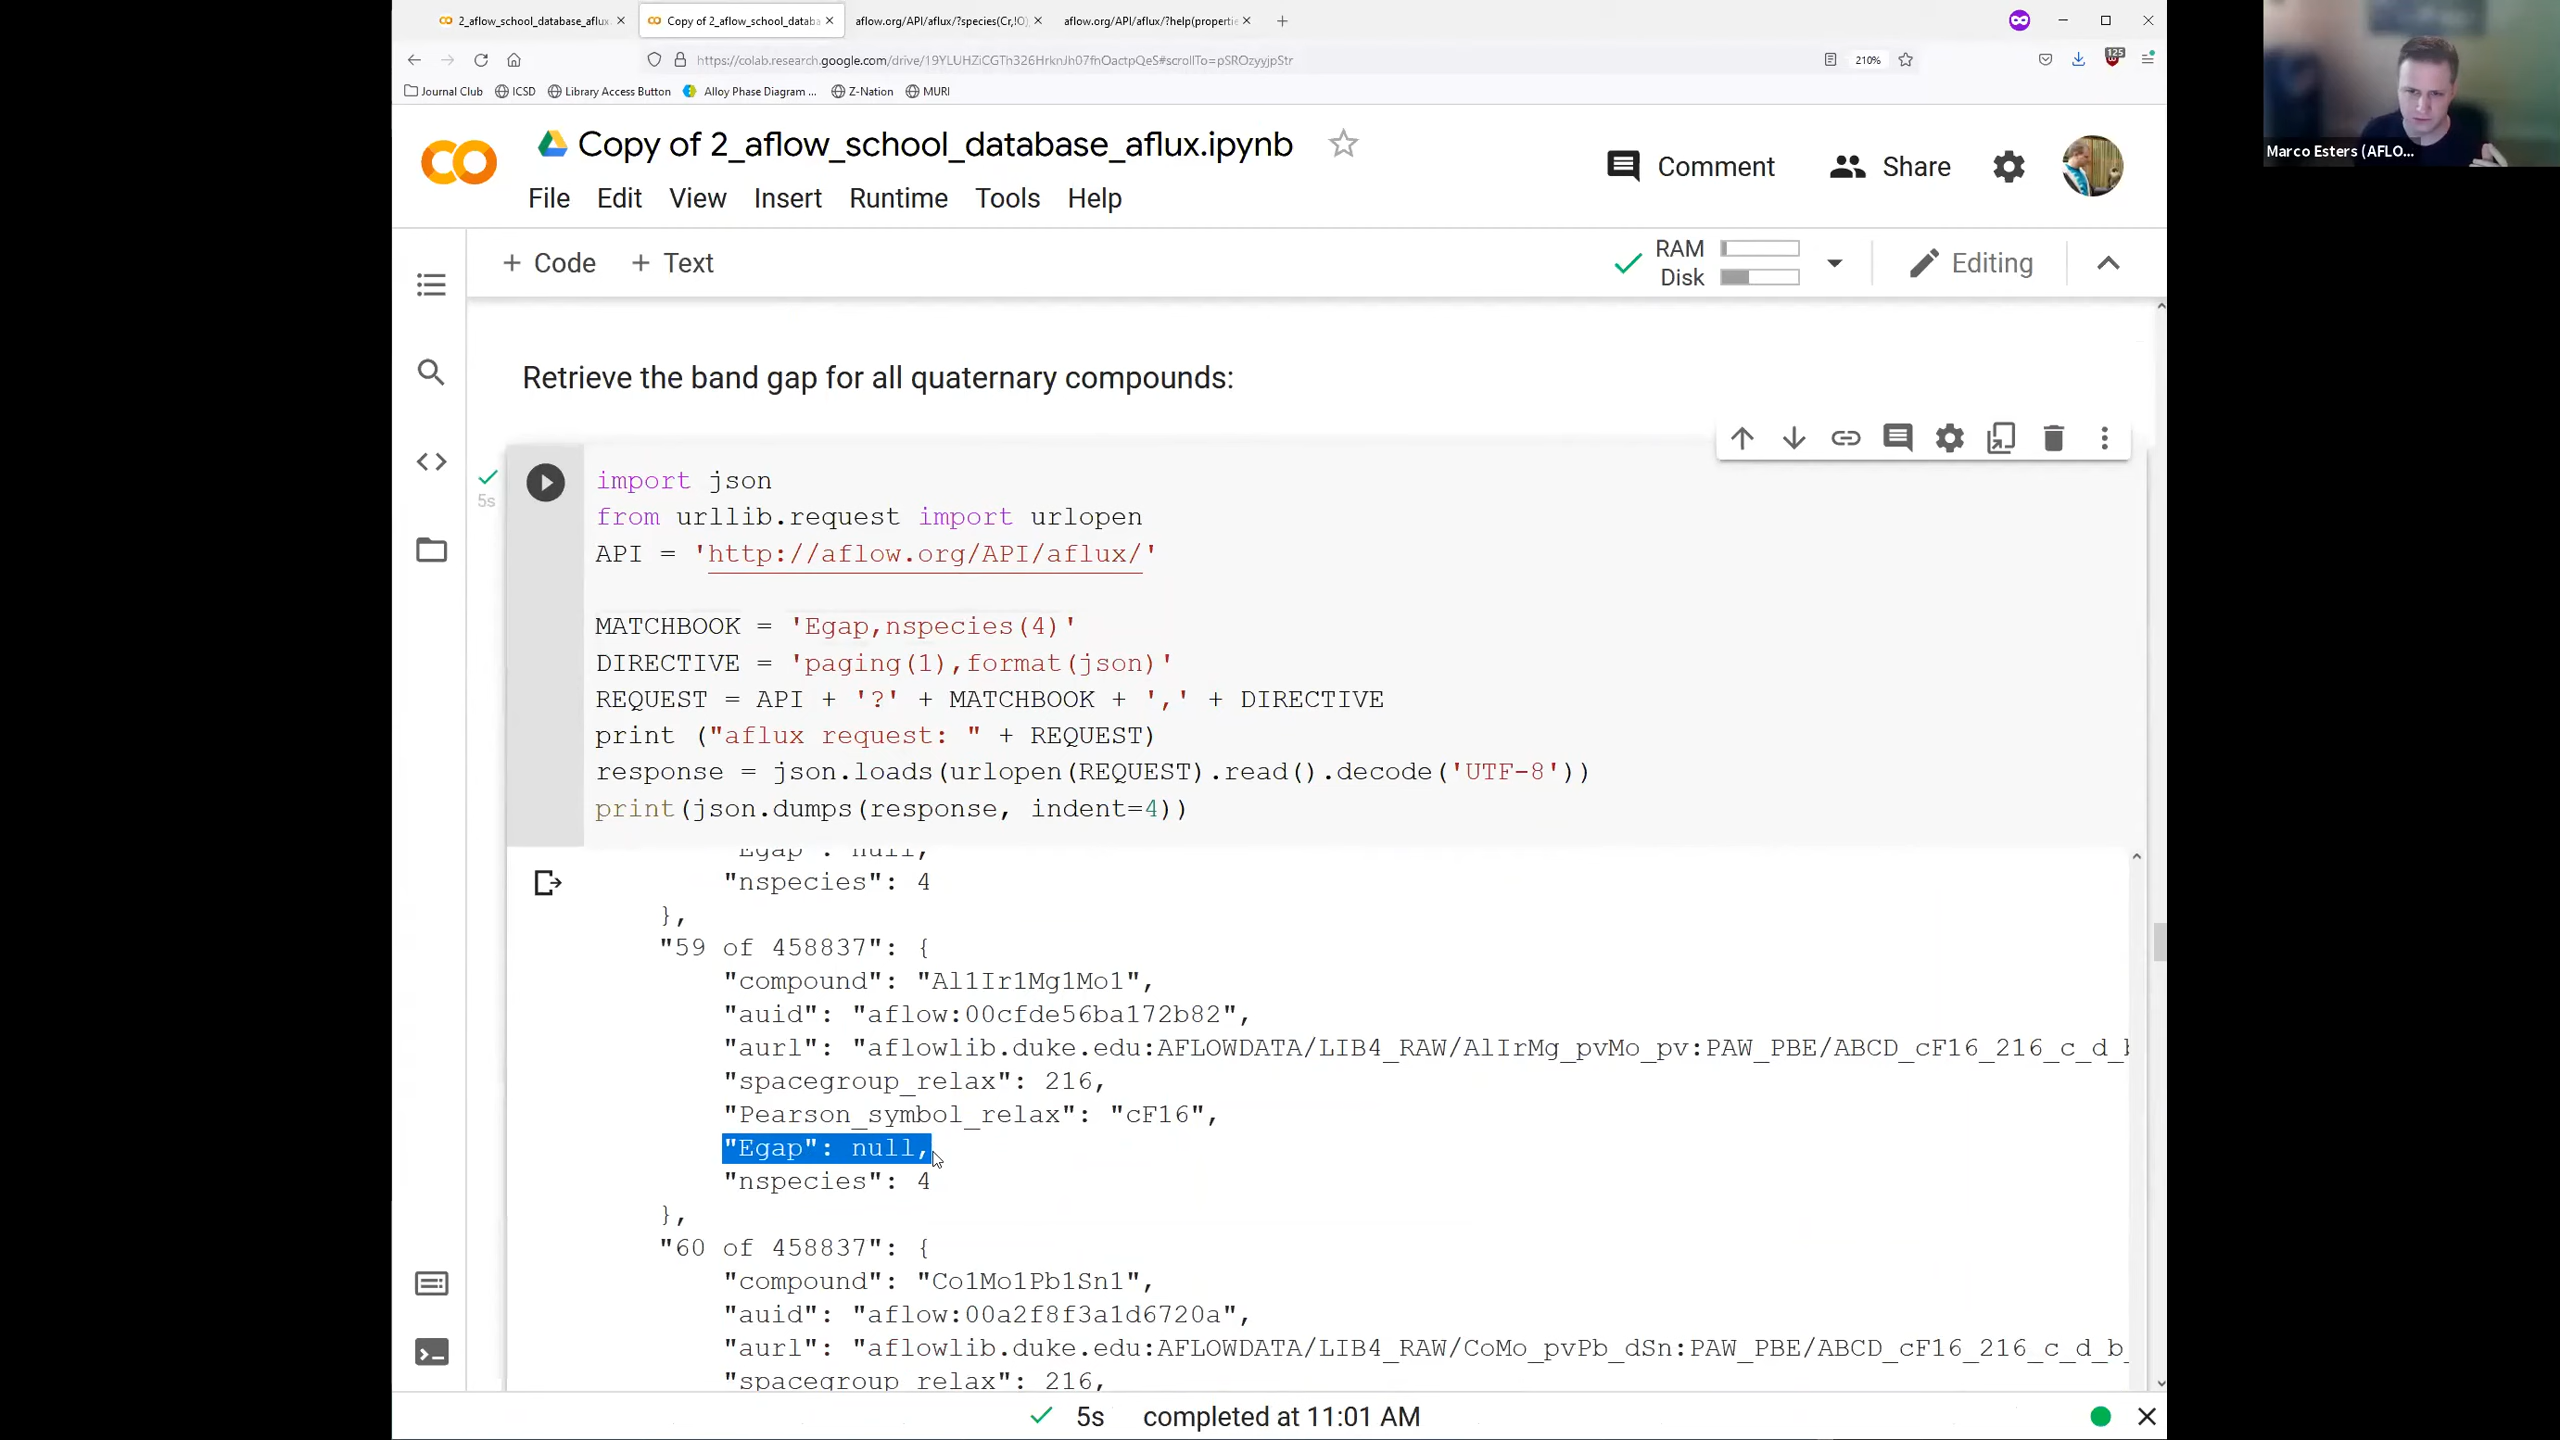 2_aflow_school_database_aflux.
Copy of 2_aflow_school_databa
aflow.org/API/aflux/?species(Cr,!O)
aflow.org/API/aflux/?help(properti
https://colab.research.google.com/drive/19YLUHZiCGTh326HrknJh07fhOactpQeS#scrollTo=pSROzyyjpStr
210%
125
Journal Club
ICSD
Library Access Button
Alloy Phase Diagram ...
Z-Nation
MURI
Marco Esters (AFLO...
Copy of 2_aflow_school_database_aflux.ipynb
Comment
Share
File Edit View Insert Runtime Tools Help
+ Code + Text
RAM
Disk
Editing
Retrieve the band gap for all quaternary compounds:
5s
import json
from urllib.request import urlopen
API = 'http://aflow.org/API/aflux/'
MATCHBOOK = 'Egap,nspecies(4)'
DIRECTIVE = 'paging(1),format(json)'
REQUEST = API + '?' + MATCHBOOK + ',' + DIRECTIVE
print ("aflux request: " + REQUEST)
response = json.loads(urlopen(REQUEST).read().decode('UTF-8'))
print(json.dumps(response, indent=4))
"Egap": null,
"nspecies": 4
},
"59 of 458837": {
"compound": "Al1Ir1Mg1Mo1",
"auid": "aflow:00cfde56ba172b82",
"aurl": "aflowlib.duke.edu:AFLOWDATA/LIB4_RAW/AlIrMg_pvMo_pv:PAW_PBE/ABCD_cF16_216_c_d_b
"spacegroup_relax": 216,
"Pearson_symbol_relax": "cF16",
"Egap": null,
"nspecies": 4
},
"60 of 458837": {
"compound": "Co1Mo1Pb1Sn1",
"auid": "aflow:00a2f8f3a1d6720a",
"aurl": "aflowlib.duke.edu:AFLOWDATA/LIB4_RAW/CoMo_pvPb_dSn:PAW_PBE/ABCD_cF16_216_c_d_b_
"spacegroup_relax": 216,
5s completed at 11:01 AM